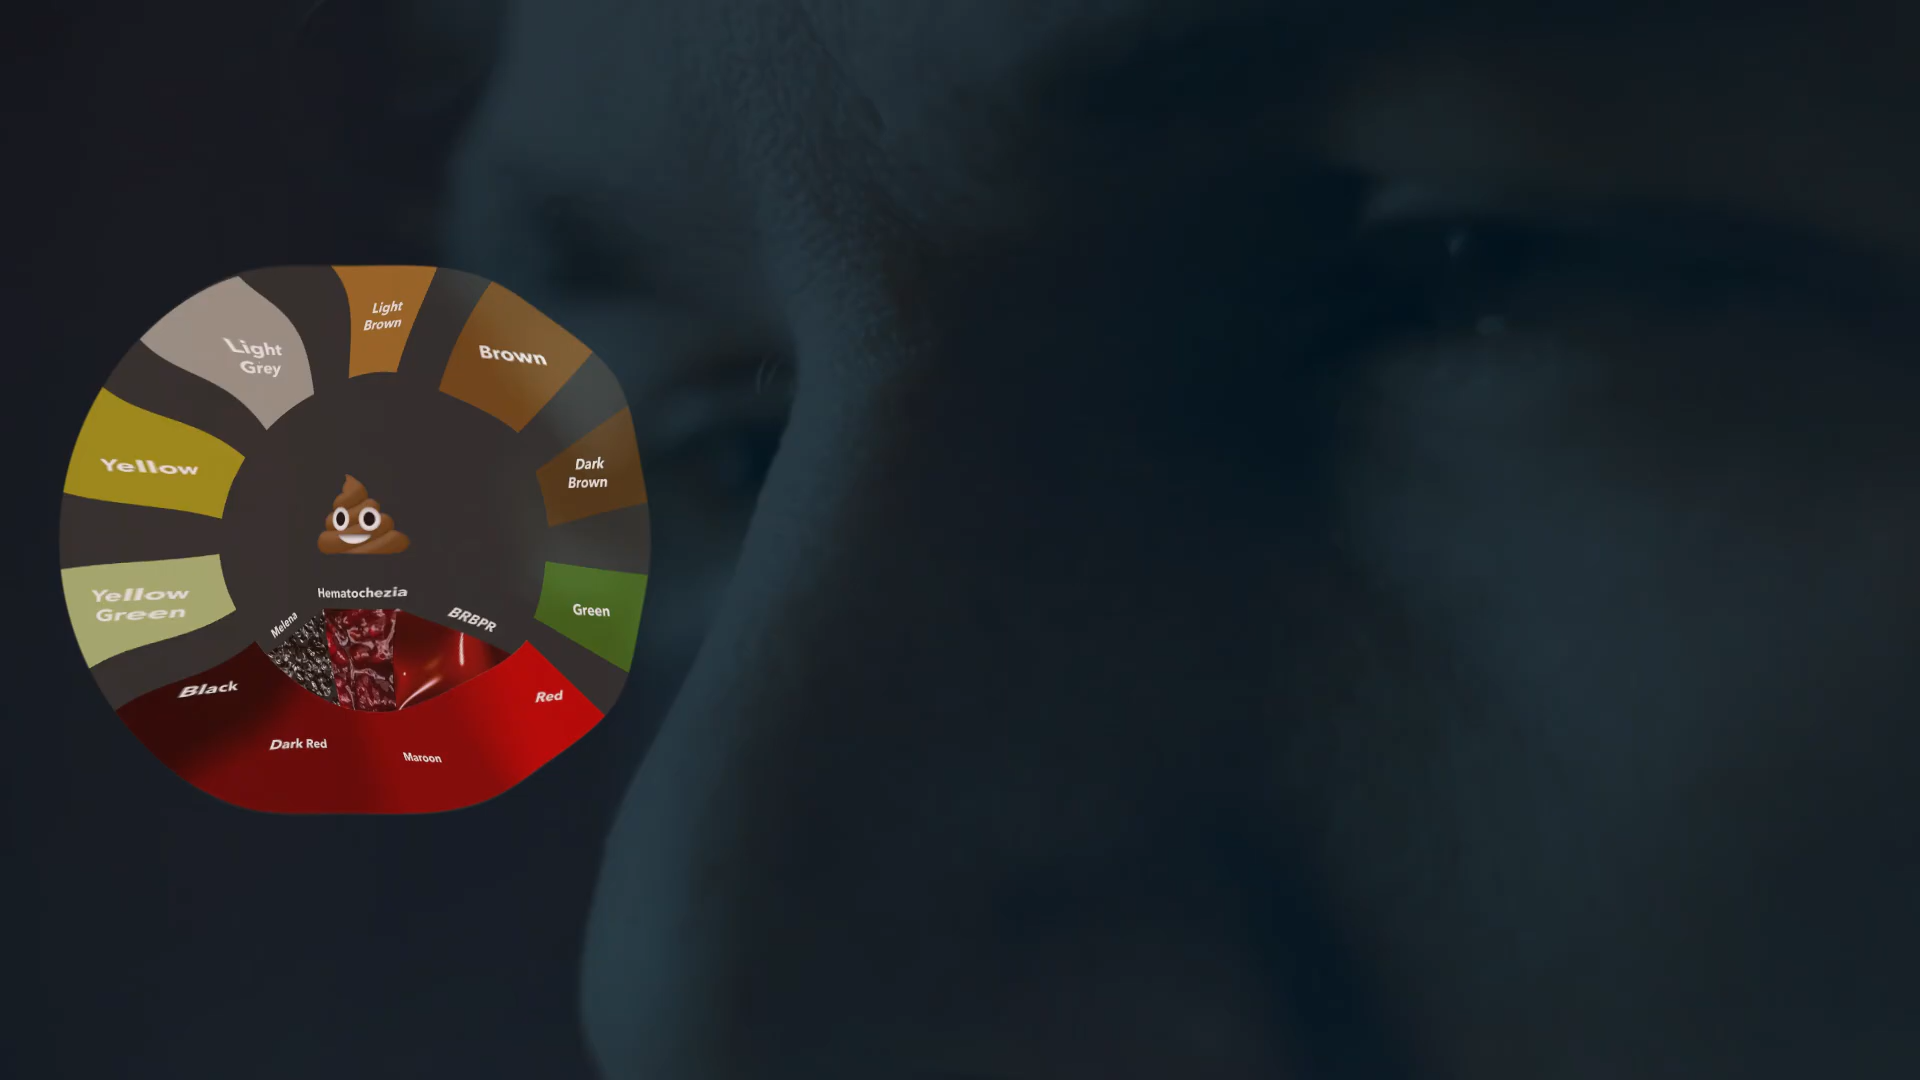 Light
Brown
Brown
Light
Grey
Yellow
Dark
Brown
Yellow
Green
Hematochezia
Melena
BRBPR
Green
Black
Red
Dark Red
Maroon